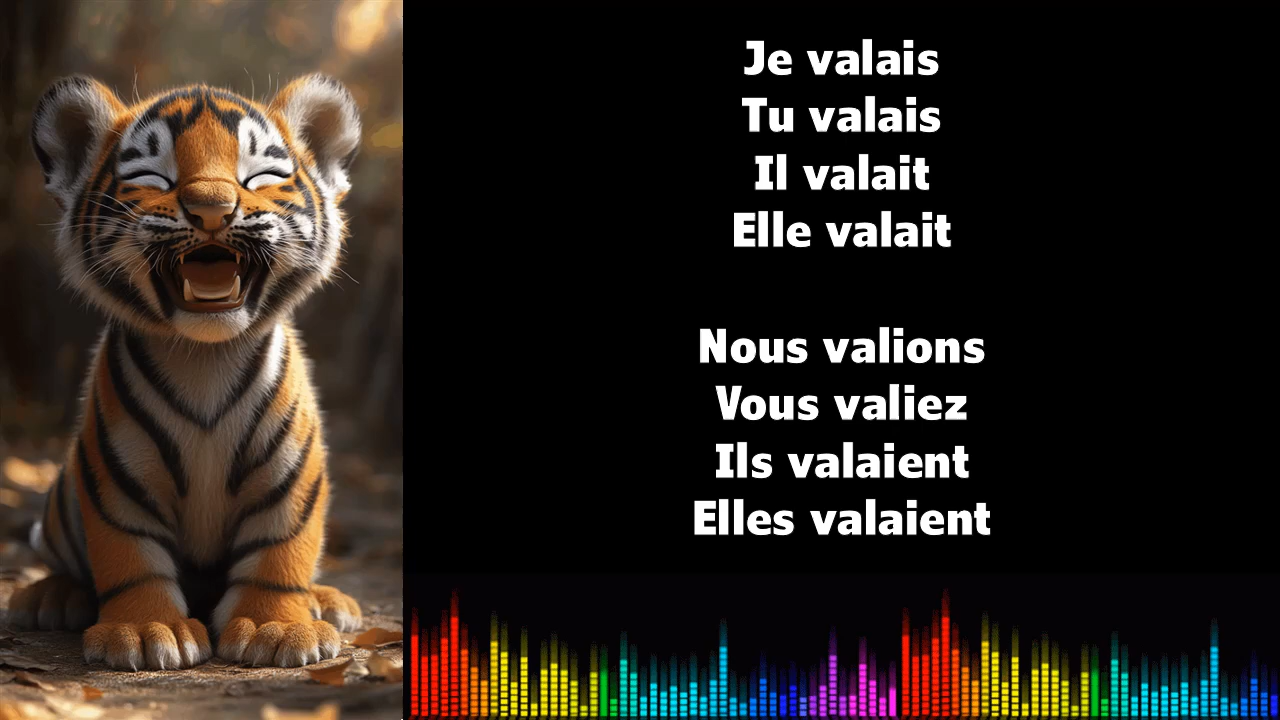 Je valais
Tu valais
Il valait
Elle valait
Nous valions
Vous valiez
Ils valaient
Elles valaient